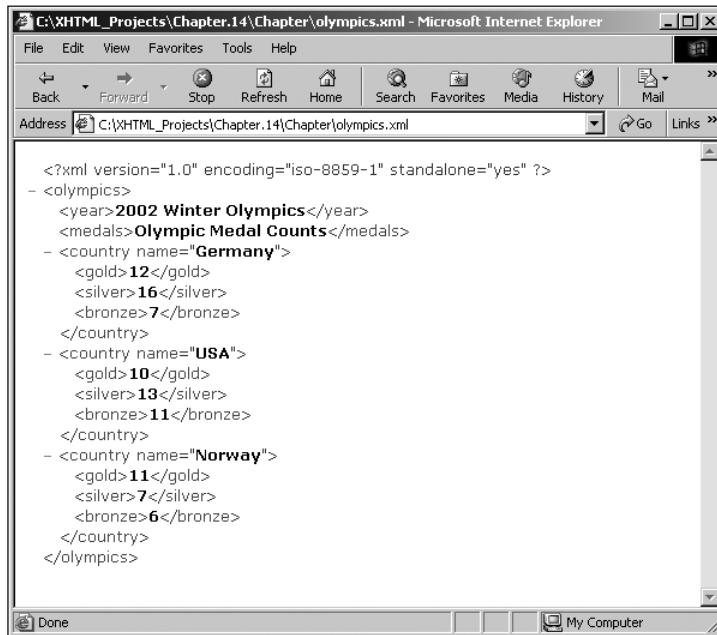 C:\XHTML_Projects\Chapter.14\Chapter\olympics.xml - Microsoft Internet Explorer
File Edit View Favorites Tools Help
Back Forward Stop Refresh Home Search Favorites Media History Mail »
Address C:\XHTML_Projects\Chapter.14\Chapter\olympics.xml Go Links »
<?xml version="1.0" encoding="iso-8859-1" standalone="yes" ?>
– <olympics>
<year>2002 Winter Olympics</year>
<medals>Olympic Medal Counts</medals>
– <country name="Germany">
<gold>12</gold>
<silver>16</silver>
<bronze>7</bronze>
</country>
– <country name="USA">
<gold>10</gold>
<silver>13</silver>
<bronze>11</bronze>
</country>
– <country name="Norway">
<gold>11</gold>
<silver>7</silver>
<bronze>6</bronze>
</country>
</olympics>
Done My Computer